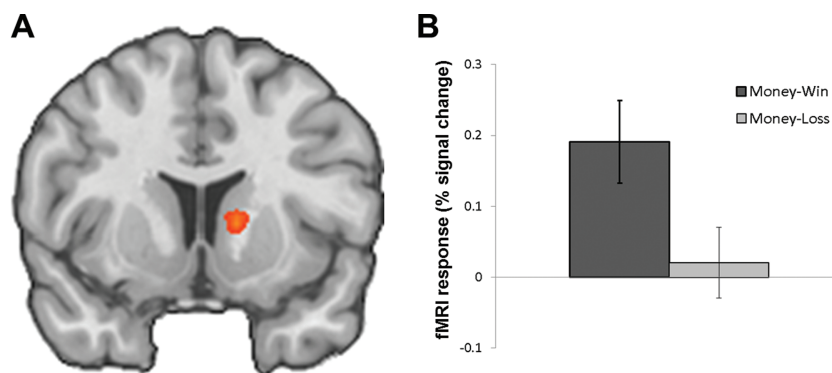 A
B
fMRI response (% signal change)
0.3
0.2
0.1
0
-0.1
Money-Win
Money-Loss